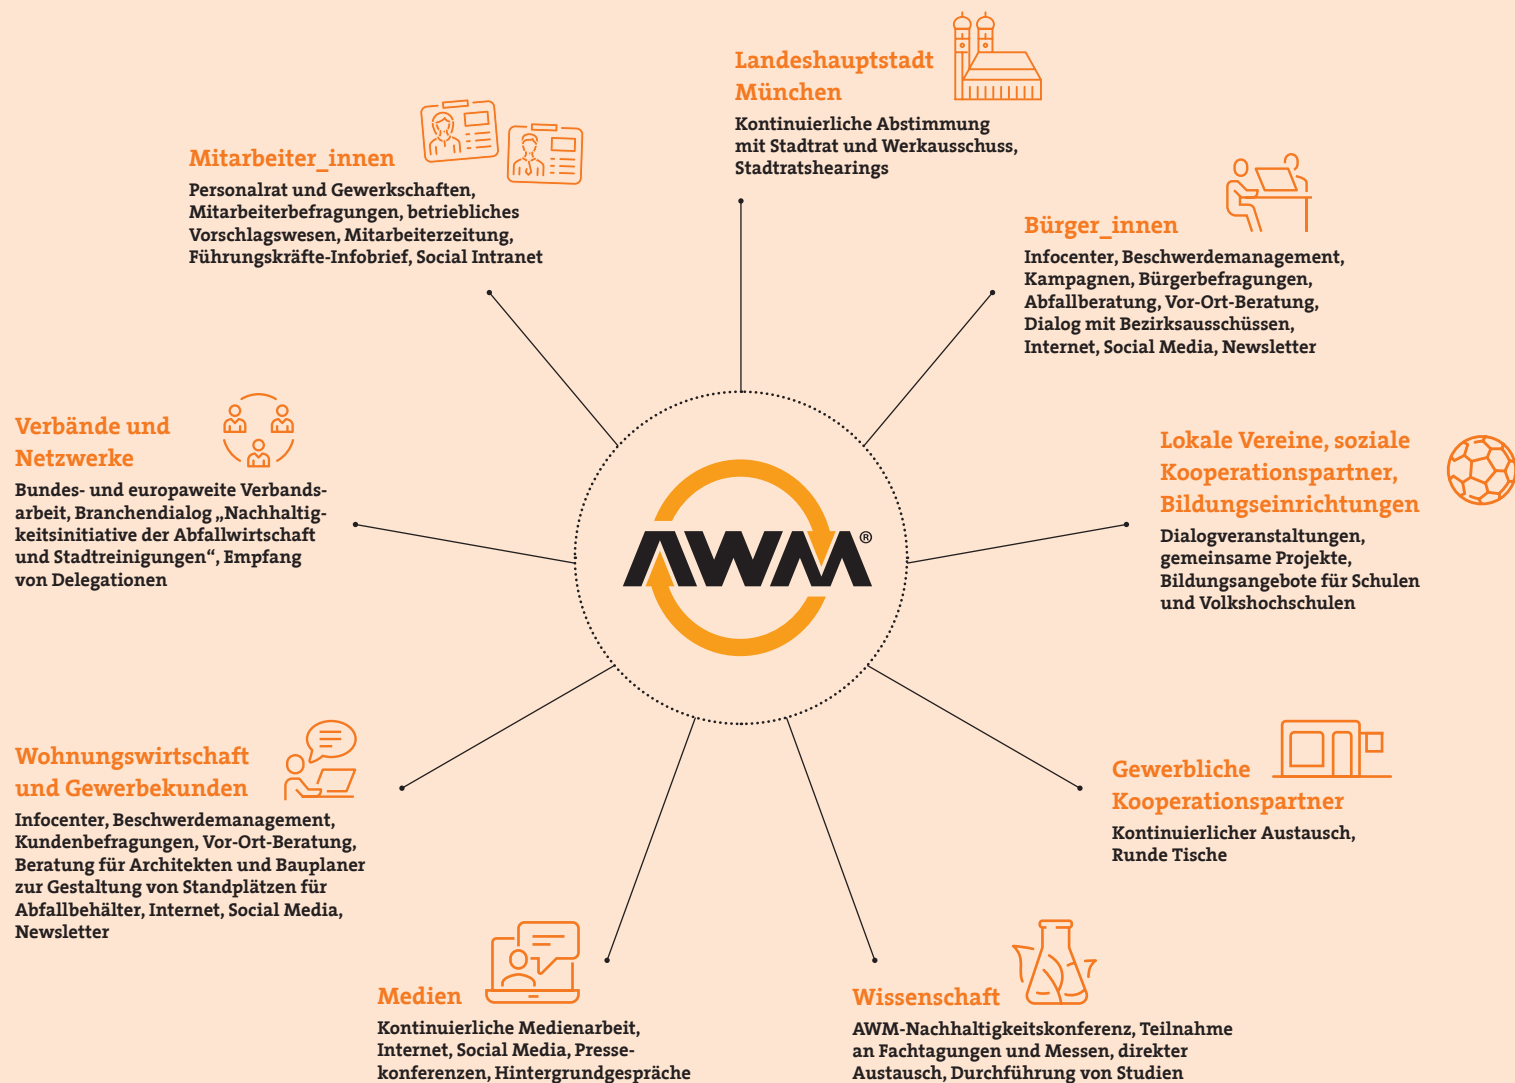 Landeshauptstadt
München
Kontinuierliche Abstimmung
mit Stadtrat und Werkausschuss,
Stadtratshearings
Mitarbeiter_innen
Personalrat und Gewerkschaften,
Mitarbeiterbefragungen, betriebliches
Vorschlagswesen, Mitarbeiterzeitung,
Führungskräfte-Infobrief, Social Intranet
Bürger_innen
Infocenter, Beschwerdemanagement,
Kampagnen, Bürgerbefragungen,
Abfallberatung, Vor-Ort-Beratung,
Dialog mit Bezirksausschüssen,
Internet, Social Media, Newsletter
Verbände und
Netzwerke
Bundes- und europaweite Verbands-
arbeit, Branchendialog „Nachhaltig-
keitsinitiative der Abfallwirtschaft
und Stadtreinigungen“, Empfang
von Delegationen
Lokale Vereine, soziale
Kooperationspartner,
Bildungseinrichtungen
Dialogveranstaltungen,
gemeinsame Projekte,
Bildungsangebote für Schulen
und Volkshochschulen
AWM®
Wohnungswirtschaft
und Gewerbekunden
Infocenter, Beschwerdemanagement,
Kundenbefragungen, Vor-Ort-Beratung,
Beratung für Architekten und Bauplaner
zur Gestaltung von Standplätzen für
Abfallbehälter, Internet, Social Media,
Newsletter
Gewerbliche
Kooperationspartner
Kontinuierlicher Austausch,
Runde Tische
Medien
Kontinuierliche Medienarbeit,
Internet, Social Media, Presse-
konferenzen, Hintergrundgespräche
Wissenschaft
AWM-Nachhaltigkeitskonferenz, Teilnahme
an Fachtagungen und Messen, direkter
Austausch, Durchführung von Studien